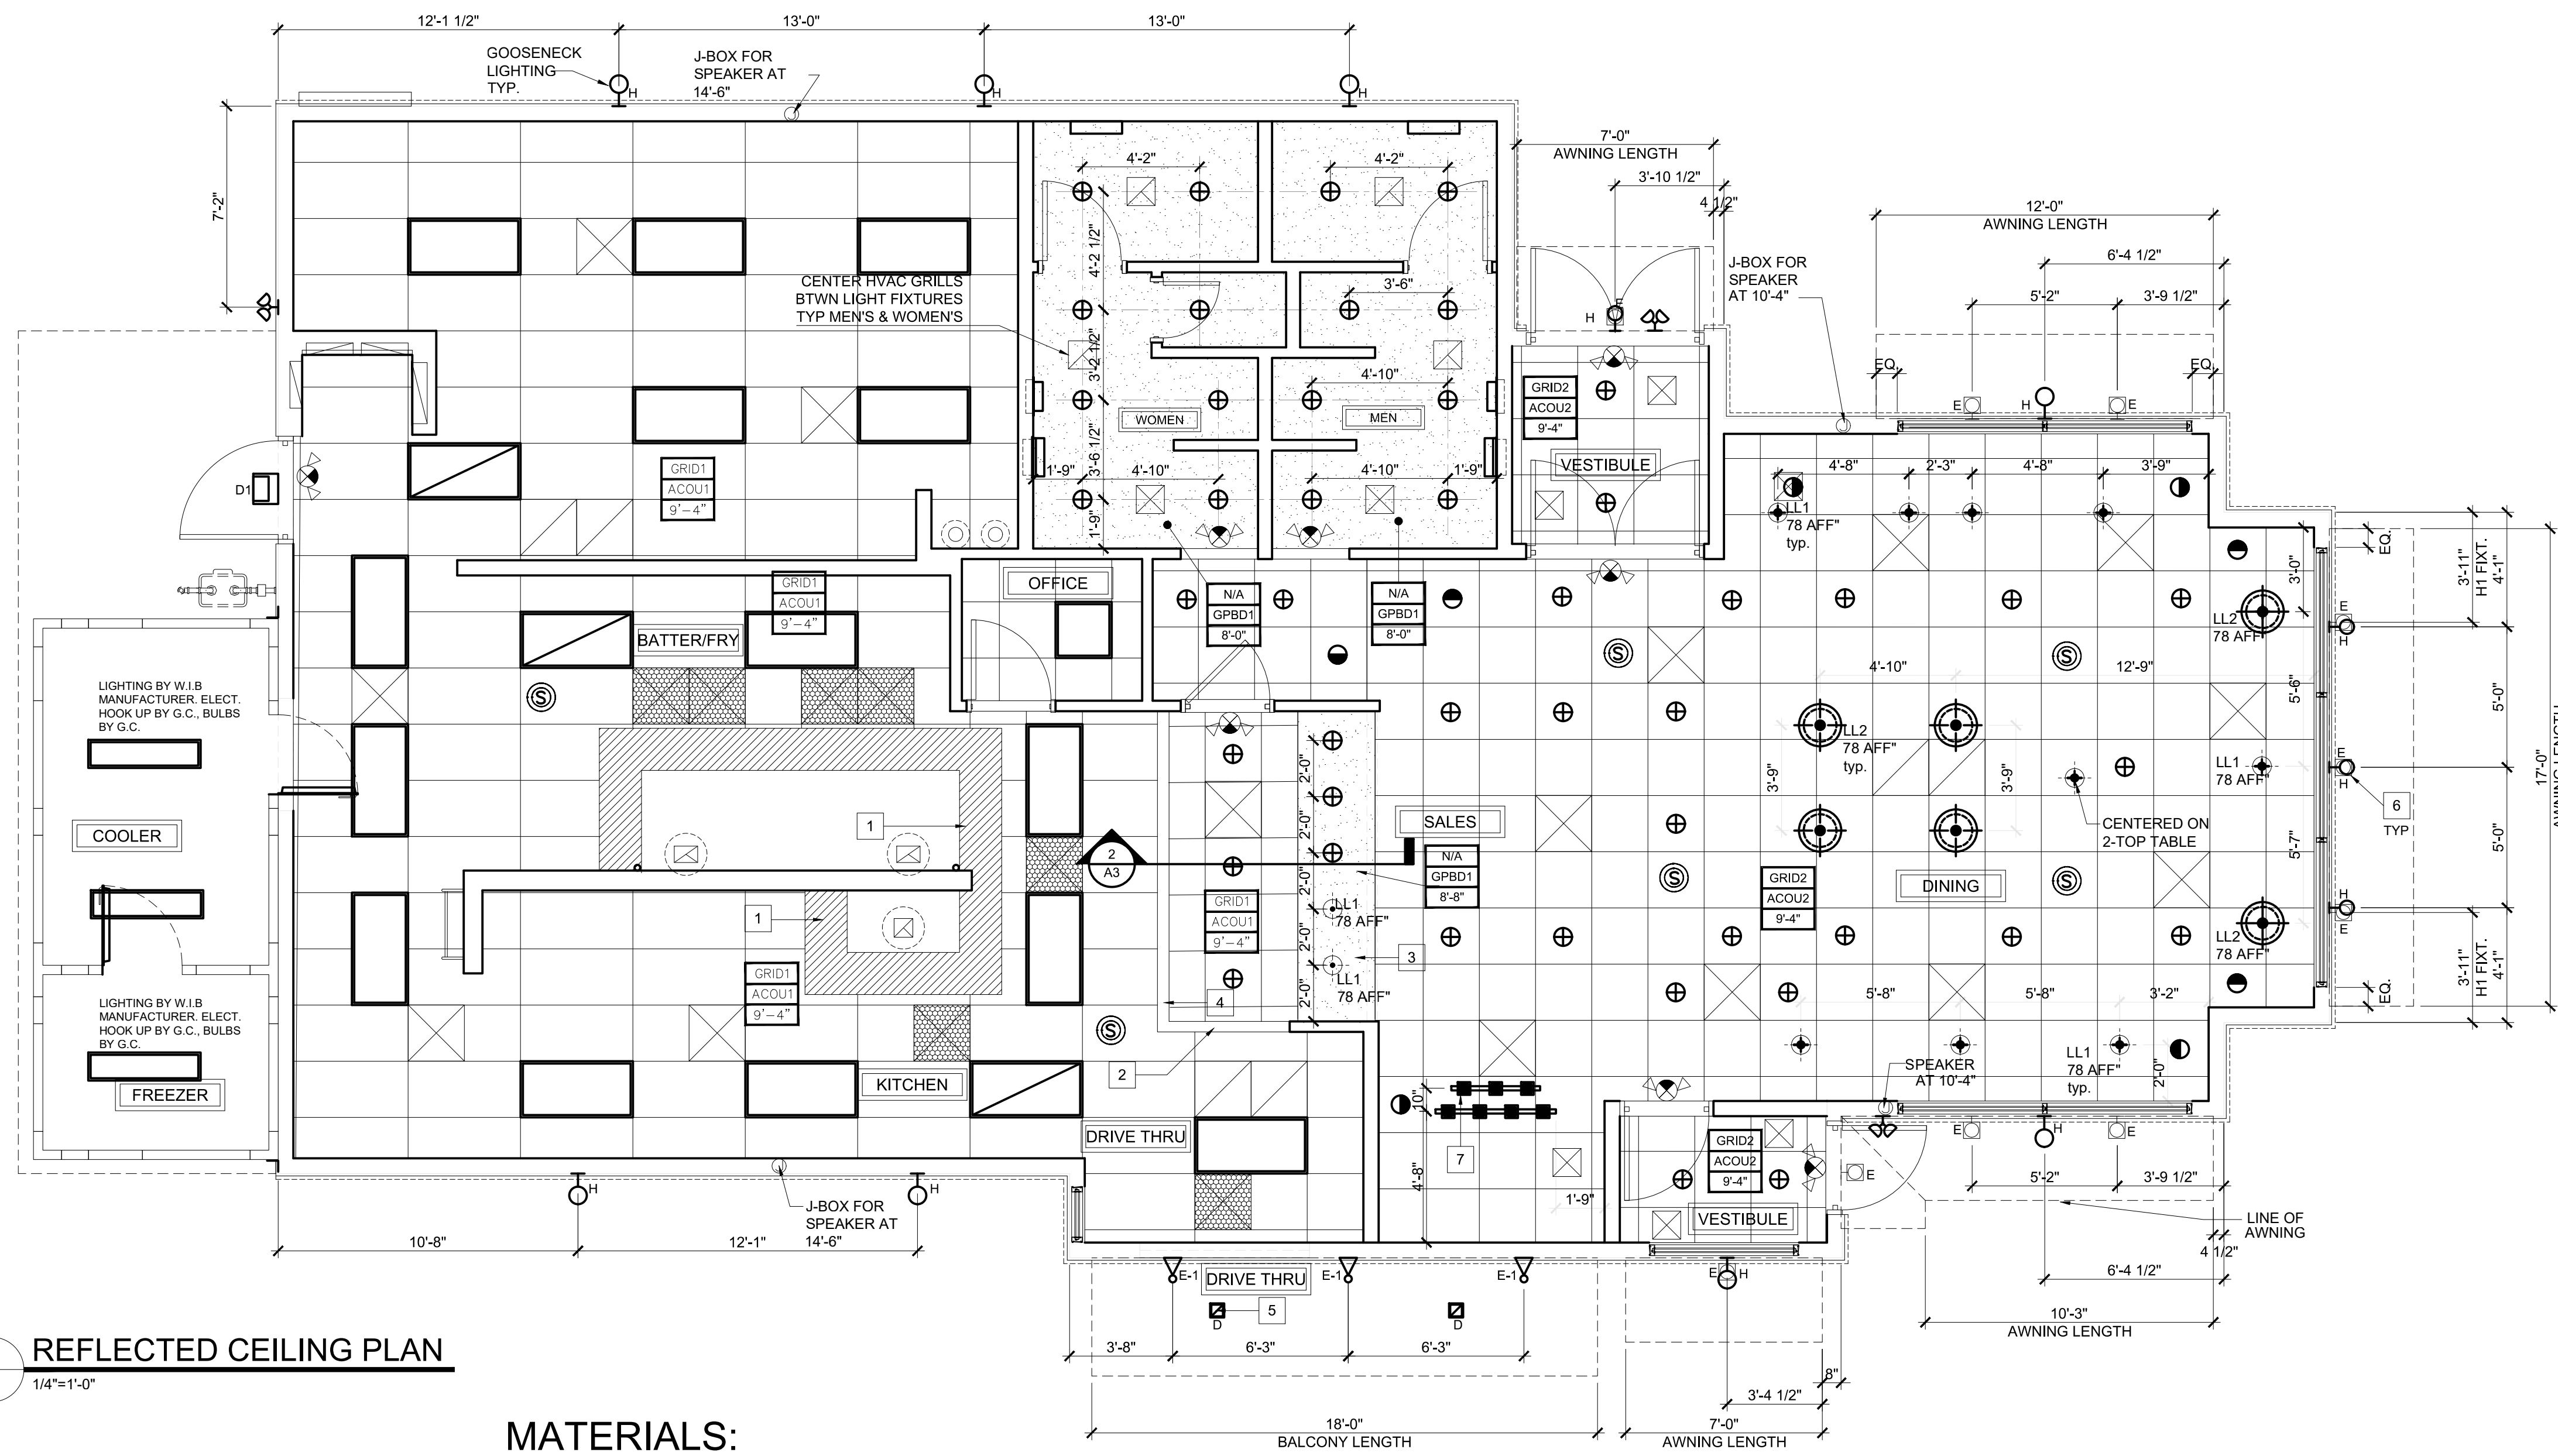 12'-1 1/2"
13'-0"
13'-0"
GOOSENECK
LIGHTING
TYP.
J-BOX FOR
SPEAKER AT
14'-6"
H
H
H
7'-2"
7'-0"
AWNING LENGTH
3'-10 1/2"
4 1/2"
12'-0"
AWNING LENGTH
6'-4 1/2"
5'-2"
3'-9 1/2"
J-BOX FOR
SPEAKER
AT 10'-4"
EQ.
EQ.
E
H
E
H
4'-2"
4'-2"
4'-2 1/2"
3'-2 1/2"
3'-6 1/2"
1'-9"
3'-6"
4'-10"
CENTER HVAC GRILLS
BTWN LIGHT FIXTURES
TYP MEN'S & WOMEN'S
WOMEN
MEN
1'-9"
4'-10"
4'-10"
1'-9"
GRID2
ACOU2
9'-4"
VESTIBULE
D1
GRID1
ACOU1
9'-4"
4'-8"
2'-3"
4'-8"
3'-9"
LL1
78 AFF"
typ.
3'-0"
EQ.
3'-11"
H1 FIXT.
4'-1"
OFFICE
GRID1
ACOU1
9'-4"
BATTER/FRY
N/A
GPBD1
8'-0"
N/A
GPBD1
8'-0"
LL2
78 AFF"
E
H
4'-10"
12'-9"
5'-6"
5'-0"
LIGHTING BY W.I.B
MANUFACTURER. ELECT.
HOOK UP BY G.C., BULBS
BY G.C.
LL2
78 AFF"
typ.
3'-9"
3'-9"
LL1
78 AFF"
E
H
6
TYP
17'-0"
AWNING LENGTH
COOLER
1
2
A3
2'-0"
2'-0"
2'-0"
2'-0"
2'-0"
SALES
N/A
GPBD1
8'-8"
CENTERED ON
2-TOP TABLE
5'-7"
5'-0"
GRID2
ACOU2
9'-4"
DINING
1
GRID1
ACOU1
9'-4"
LL1
78 AFF"
3
LL1
78 AFF"
4
LL2
78 AFF"
H
E
3'-11"
H1 FIXT.
4'-1"
EQ.
GRID1
ACOU1
9'-4"
LIGHTING BY W.I.B
MANUFACTURER. ELECT.
HOOK UP BY G.C., BULBS
BY G.C.
FREEZER
KITCHEN
2
5'-8"
5'-8"
3'-2"
SPEAKER
AT 10'-4"
LL1
78 AFF"
typ.
2'-0"
10"
7
4'-8"
1'-9"
DRIVE THRU
GRID2
ACOU2
9'-4"
VESTIBULE
E
E
H
E
5'-2"
3'-9 1/2"
LINE OF
AWNING
4 1/2"
6'-4 1/2"
10'-3"
AWNING LENGTH
H
H
J-BOX FOR
SPEAKER AT
14'-6"
10'-8"
12'-1"
E-1
DRIVE THRU
E-1
E-1
E
H
D
5
D
3'-8"
6'-3"
6'-3"
8"
3'-4 1/2"
18'-0"
BALCONY LENGTH
7'-0"
AWNING LENGTH
REFLECTED CEILING PLAN
1/4"=1'-0"
MATERIALS: